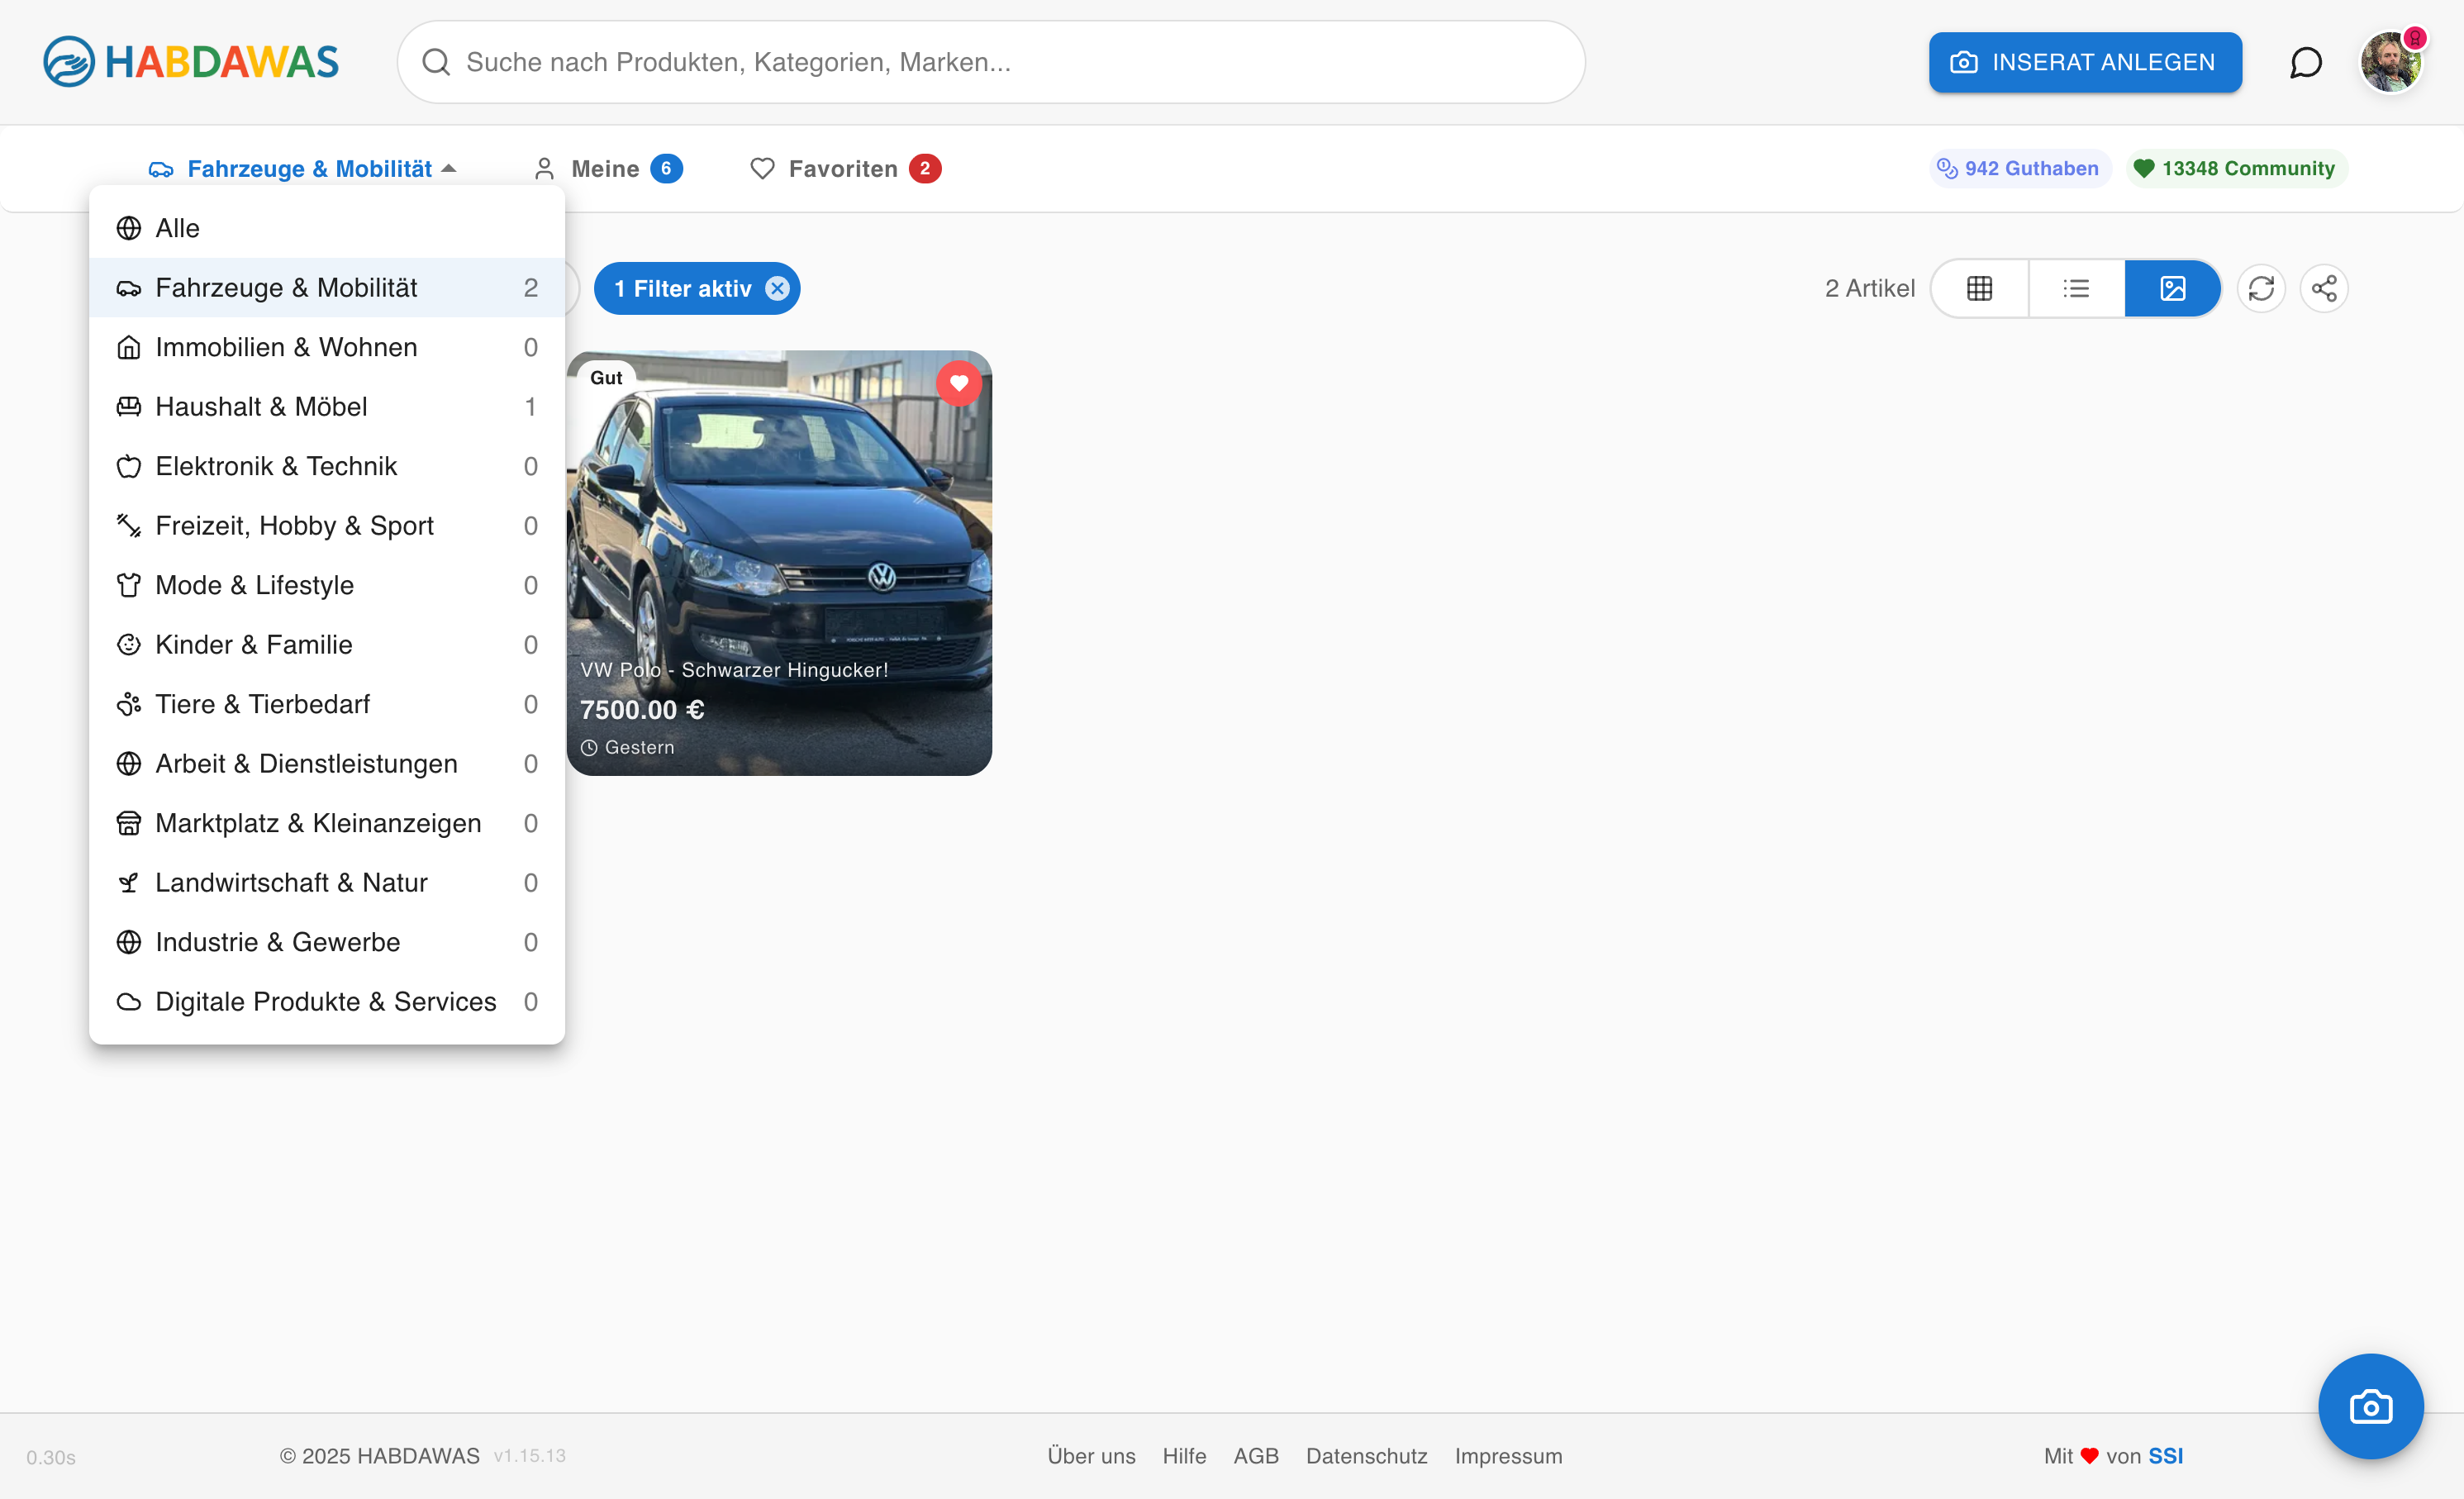 HABDAWAS
Suche nach Produkten, Kategorien, Marken...
INSERAT ANLEGEN
Fahrzeuge & Mobilität
Meine 6
Favoriten 2
942 Guthaben
13348 Community
Alle
Fahrzeuge & Mobilität 2
Immobilien & Wohnen 0
Haushalt & Möbel 1
Elektronik & Technik 0
Freizeit, Hobby & Sport 0
Mode & Lifestyle 0
Kinder & Familie 0
Tiere & Tierbedarf 0
Arbeit & Dienstleistungen 0
Marktplatz & Kleinanzeigen 0
Landwirtschaft & Natur 0
Industrie & Gewerbe 0
Digitale Produkte & Services 0
1 Filter aktiv
2 Artikel
Gut
VW Polo - Schwarzer Hingucker!
7500.00 €
Gestern
0.30s
© 2025 HABDAWAS v1.15.13
Über uns Hilfe AGB Datenschutz Impressum
Mit ❤ von SSI